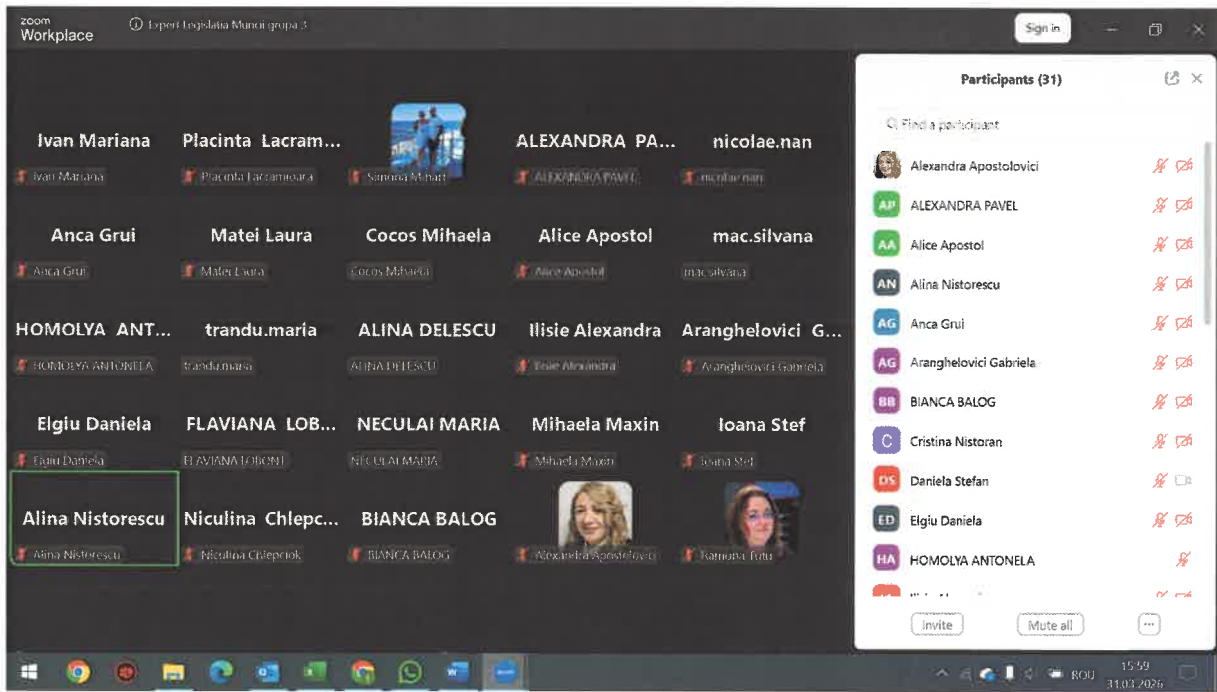 zoom
Workplace
Expert Legislatia Muncii grupa 3
Sign in
Ivan Mariana
Placinta Lacram...
ALEXANDRA PA...
nicolae.nan
Ivan Mariana
Placinta Lacramioara
Simona Mihart
ALEXANDRA PAVEL
nicolae.nan
Anca Grui
Matei Laura
Cocos Mihaela
Alice Apostol
mac.silvana
Anca Grui
Matei Laura
Cocos Mihaela
Alice Apostol
mac.silvana
HOMOLYA ANT...
trandu.maria
ALINA DELESCU
Ilisie Alexandra
Aranghelovici G...
HOMOLYA ANTONELA
trandu.maria
ALINA DELESCU
Ilisie Alexandra
Aranghelovici Gabriela
Elgiu Daniela
FLAVIANA LOB...
NECULAI MARIA
Mihaela Maxin
Ioana Stef
Elgiu Daniela
FLAVIANA LOBONT
NECULAI MARIA
Mihaela Maxin
Ioana Stef
Alina Nistorescu
Niculina Chlepc...
BIANCA BALOG
Alina Nistorescu
Niculina Chlepciok
BIANCA BALOG
Alexandra Apostolovici
Ramona Tutu
Participants (31)
Find a participant
Alexandra Apostolovici
AP ALEXANDRA PAVEL
AA Alice Apostol
AN Alina Nistorescu
AG Anca Grui
AG Aranghelovici Gabriela
BB BIANCA BALOG
C Cristina Nistoran
DS Daniela Stefan
ED Elgiu Daniela
HA HOMOLYA ANTONELA
Invite
Mute all
ROU
15:59
31.03.2026